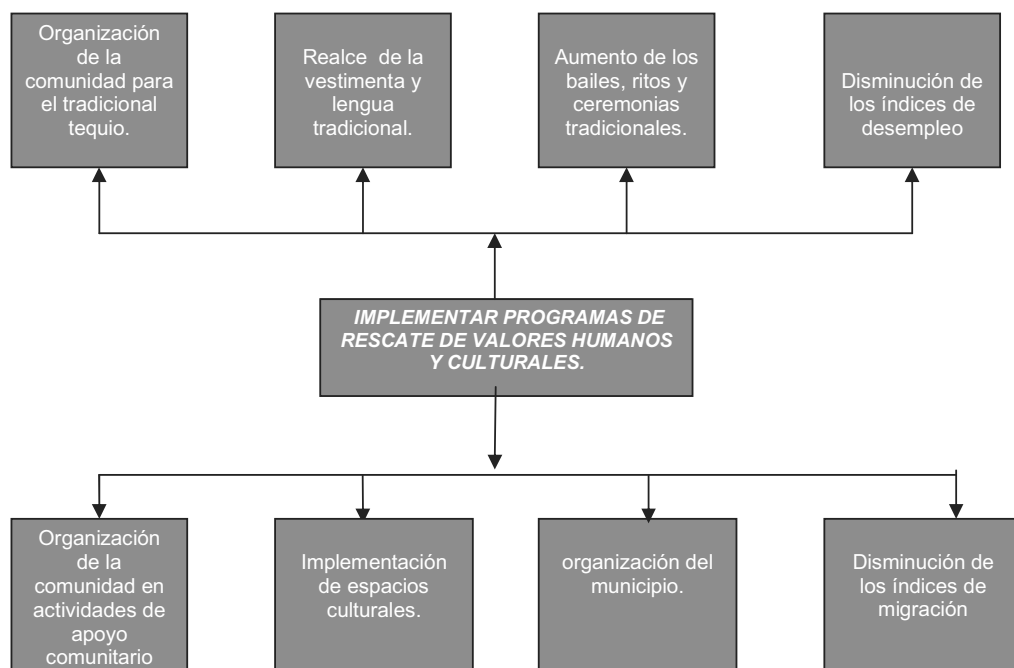 Organización
de la
comunidad para
el tradicional
tequio.
Realce de la
vestimenta y
lengua
tradicional.
Aumento de los
bailes, ritos y
ceremonias
tradicionales.
Disminución de
los índices de
desempleo
IMPLEMENTAR PROGRAMAS DE
RESCATE DE VALORES HUMANOS
Y CULTURALES.
Organización
de la
comunidad en
actividades de
apoyo
comunitario
Implementación
de espacios
culturales.
organización del
municipio.
Disminución de
los índices de
migración